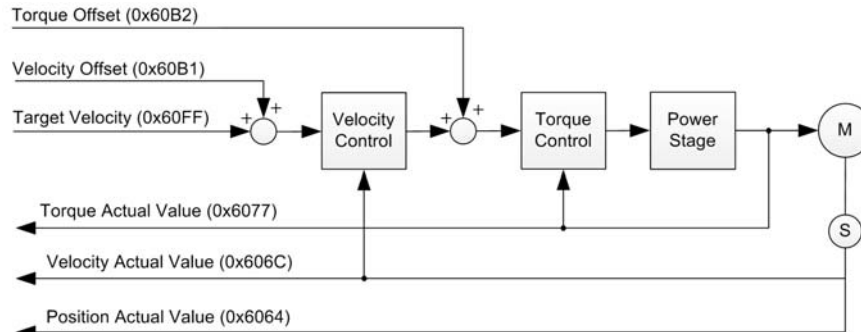 Torque Offset (0x60B2)
Velocity Offset (0x60B1)
Target Velocity (0x60FF)
+ +
Velocity
Control
+ +
Torque
Control
Power
Stage
M
Torque Actual Value (0x6077)
S
Velocity Actual Value (0x606C)
Position Actual Value (0x6064)